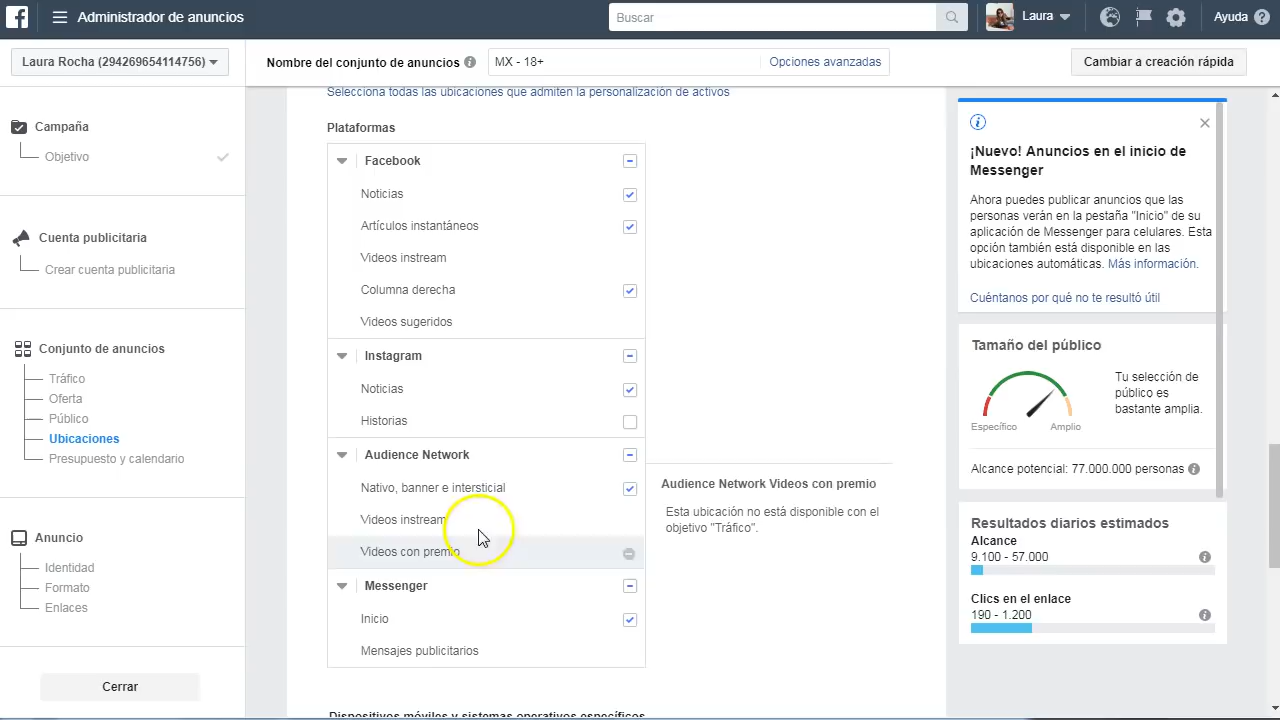 Administrador de anuncios
Buscar
Laura
Ayuda
Laura Rocha (294269654114756)
Nombre del conjunto de anuncios
MX - 18+
Opciones avanzadas
Cambiar a creación rápida
Campaña
Objetivo
Cuenta publicitaria
Crear cuenta publicitaria
Conjunto de anuncios
Tráfico
Oferta
Público
Ubicaciones
Presupuesto y calendario
Anuncio
Identidad
Formato
Enlaces
Cerrar
Selecciona todas las ubicaciones que admiten la personalización de activos
Plataformas
Facebook
Noticias
Artículos instantáneos
Videos instream
Columna derecha
Videos sugeridos
Instagram
Noticias
Historias
Audience Network
Nativo, banner e intersticial
Videos instream
Videos con premio
Messenger
Inicio
Mensajes publicitarios
Dispositivos móviles y sistemas operativos específicos
Audience Network Videos con premio
Esta ubicación no está disponible con el
objetivo "Tráfico".
¡Nuevo! Anuncios en el inicio de
Messenger
Ahora puedes publicar anuncios que las
personas verán en la pestaña "Inicio" de su
aplicación de Messenger para celulares. Esta
opción también está disponible en las
ubicaciones automáticas. Más información.
Cuéntanos por qué no te resultó útil
Tamaño del público
Tu selección de
público es
bastante amplia.
Específico
Amplio
Alcance potencial: 77.000.000 personas
Resultados diarios estimados
Alcance
9.100 - 57.000
Clics en el enlace
190 - 1.200